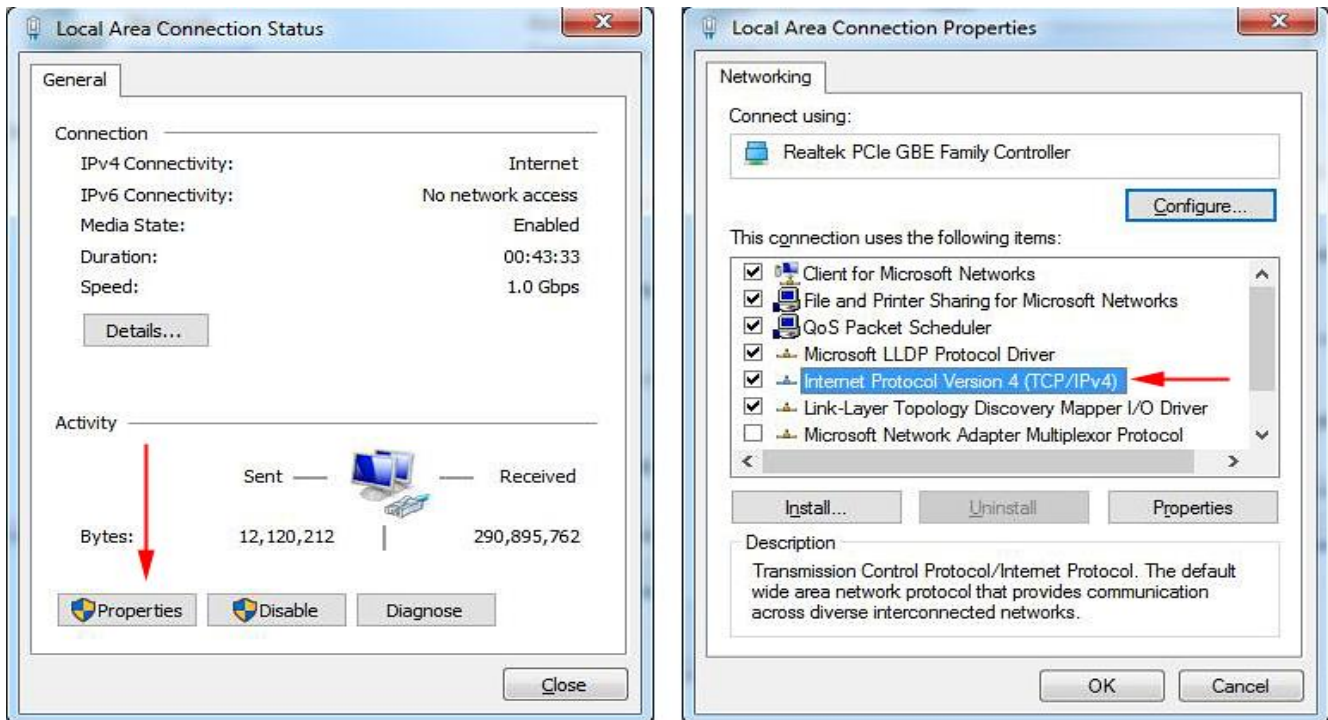 Local Area Connection Status
General
Connection
IPv4 Connectivity: Internet
IPv6 Connectivity: No network access
Media State: Enabled
Duration: 00:43:33
Speed: 1.0 Gbps
Details...
Activity
Sent Received
Bytes: 12,120,212 290,895,762
Properties Disable Diagnose
Close
Local Area Connection Properties
Networking
Connect using:
Realtek PCIe GBE Family Controller
Configure...
This connection uses the following items:
Client for Microsoft Networks
File and Printer Sharing for Microsoft Networks
QoS Packet Scheduler
Microsoft LLDP Protocol Driver
Internet Protocol Version 4 (TCP/IPv4)
Link-Layer Topology Discovery Mapper I/O Driver
Microsoft Network Adapter Multiplexor Protocol
Install... Uninstall Properties
Description
Transmission Control Protocol/Internet Protocol. The default
wide area network protocol that provides communication
across diverse interconnected networks.
OK Cancel